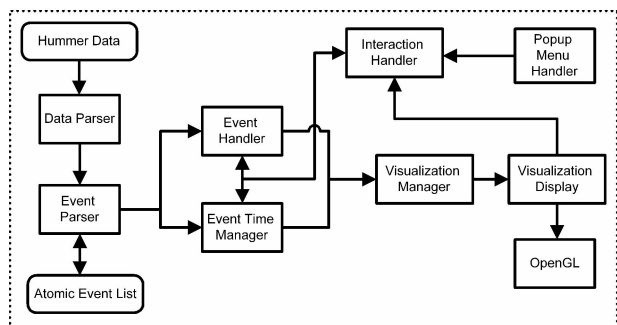 Hummer Data
Interaction
Handler
Popup
Menu
Handler
Data Parser
Event
Handler
Event
Parser
Event Time
Manager
Visualization
Manager
Visualization
Display
Atomic Event List
OpenGL